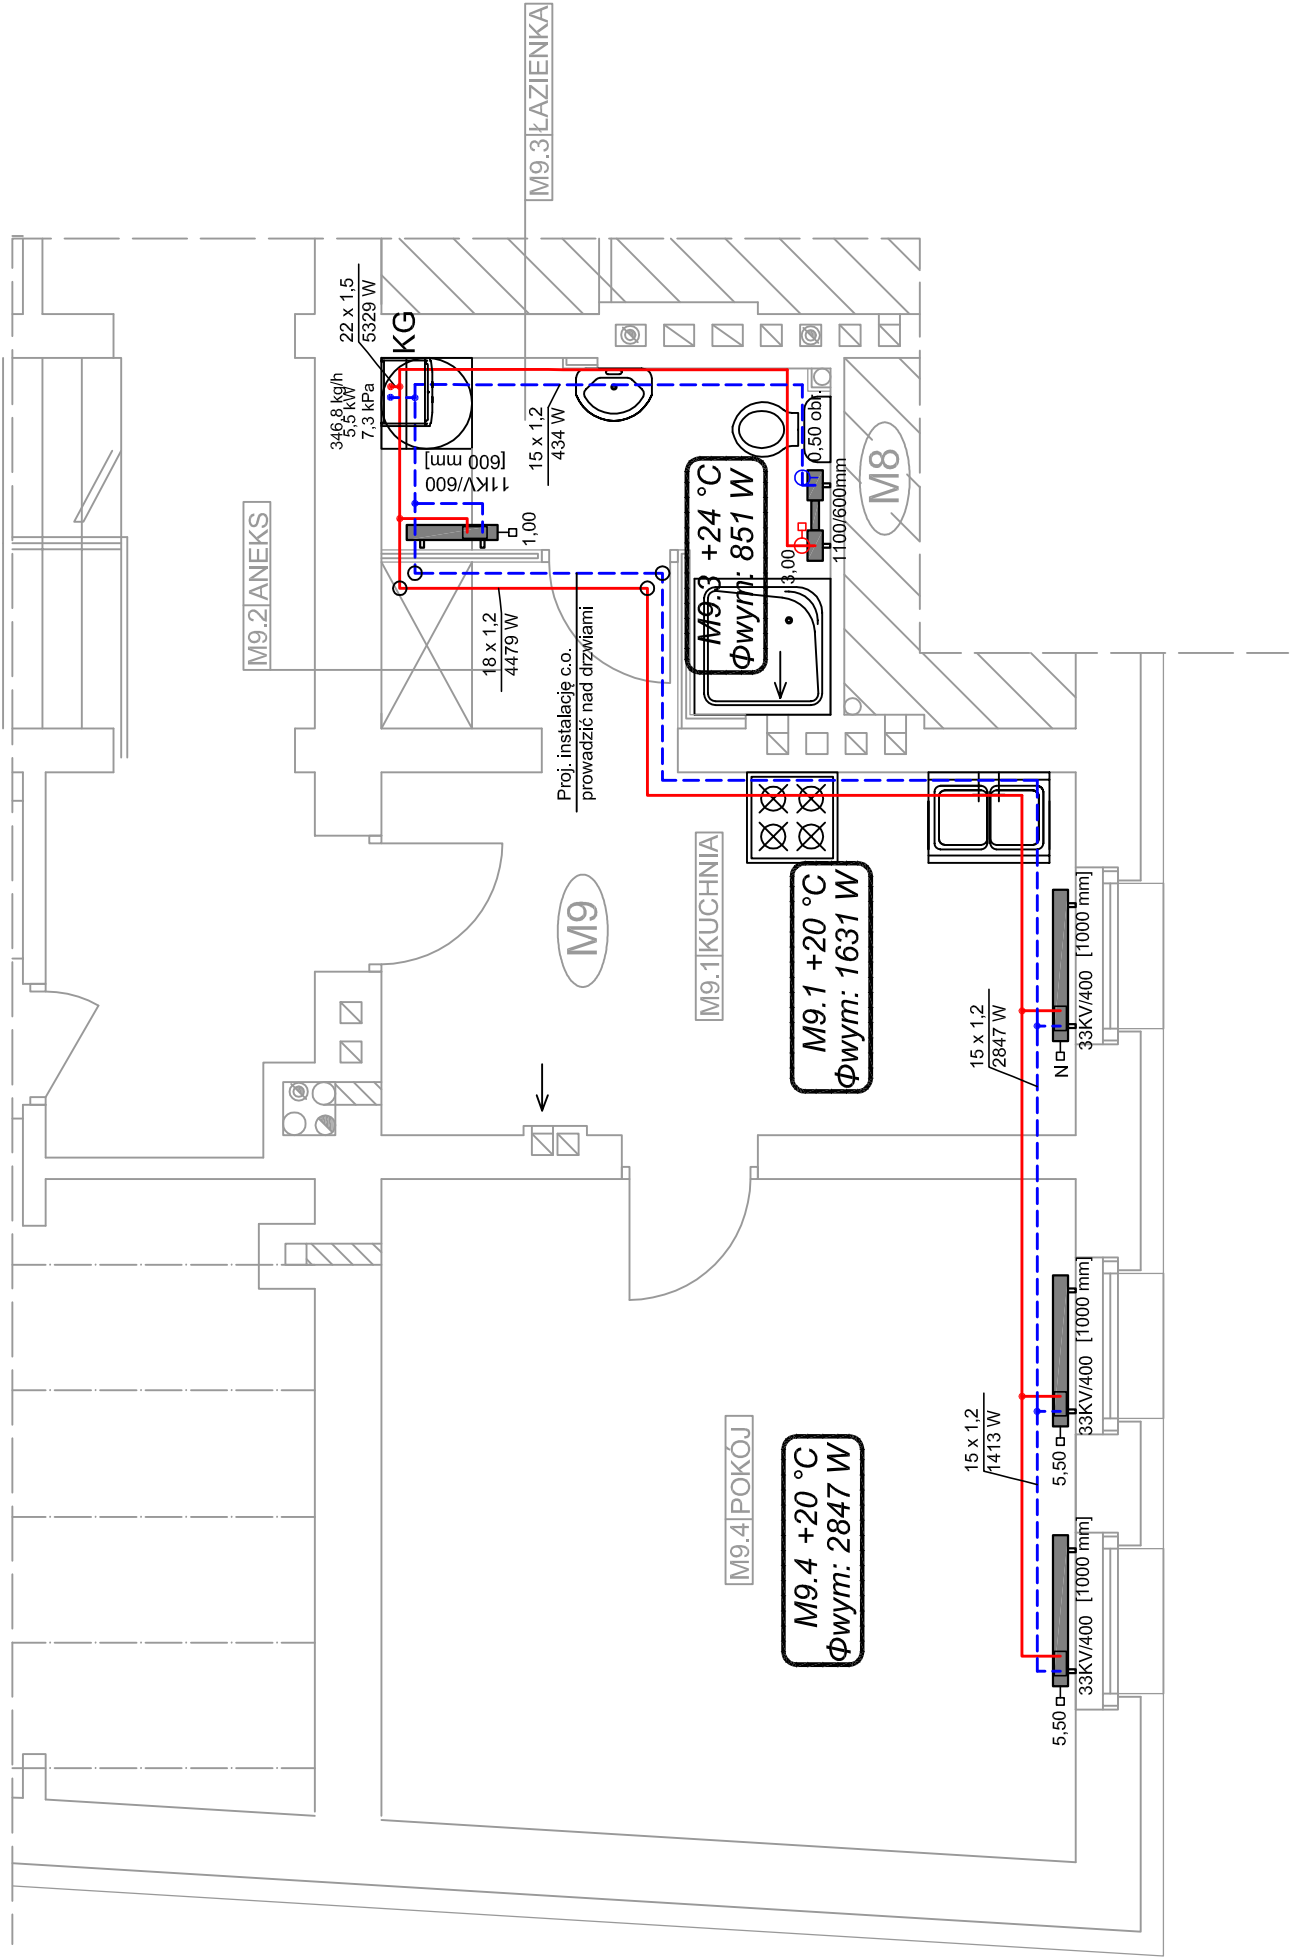 M9.3 ŁAZIENKA
22 x 1,5
5329 W
KG
346,8 kg/h
5,5 kW
7,3 kPa
11KV/600
[600 mm]
15 x 1,2
434 W
1,00
M9.2 ANEKS
18 x 1,2
4479 W
Proj. instalację c.o.
prowadzić nad drzwiami
M9.3 +24 °C
Φwym: 851 W
0,50 obr.
3,00
1100/600mm
M8
M9
M9.1 KUCHNIA
M9.1 +20 °C
Φwym: 1631 W
15 x 1,2
2847 W
33KV/400 [1000 mm]
N
M9.4 POKÓJ
M9.4 +20 °C
Φwym: 2847 W
15 x 1,2
1413 W
33KV/400 [1000 mm]
5,50
33KV/400 [1000 mm]
5,50